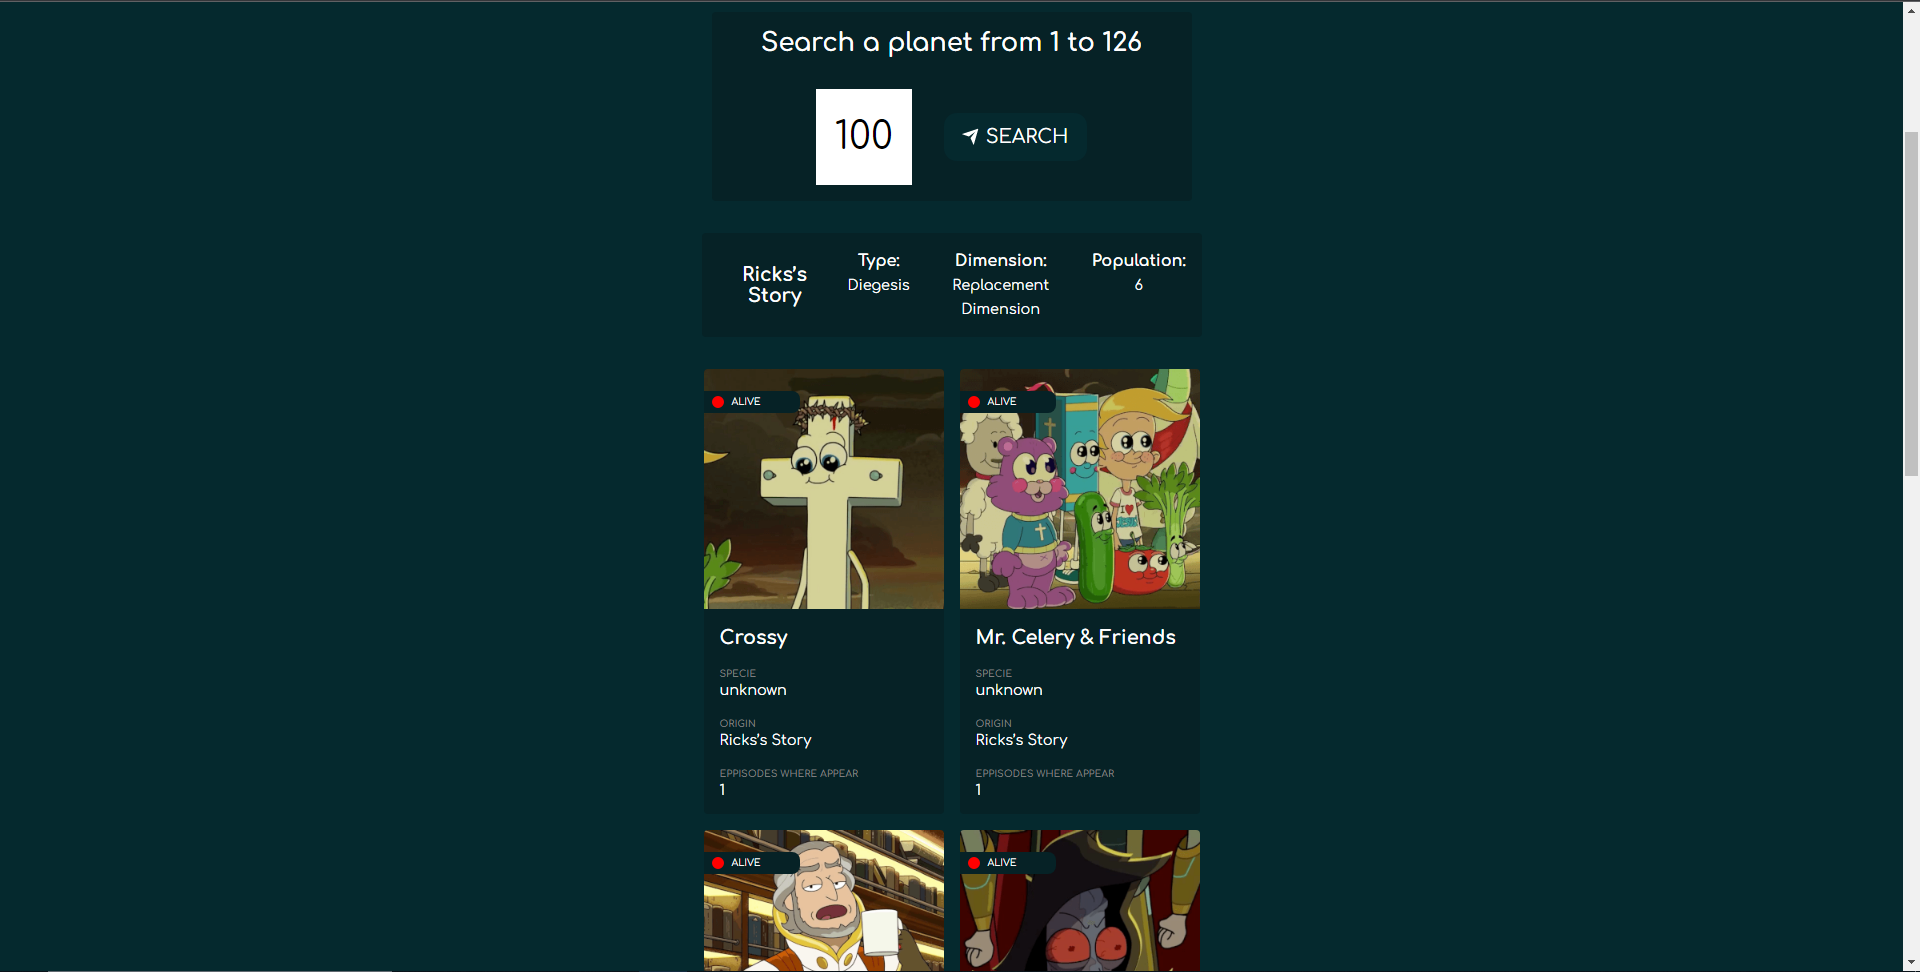 Search a planet from 1 to 126
100
SEARCH
Ricks's
Story
Type:
Diegesis
Dimension:
Replacement
Dimension
Population:
6
ALIVE
Crossy
SPECIE
unknown
ORIGIN
Ricks's Story
EPPISODES WHERE APPEAR
1
ALIVE
I
Mr. Celery & Friends
SPECIE
unknown
ORIGIN
Ricks's Story
EPPISODES WHERE APPEAR
1
ALIVE
ALIVE